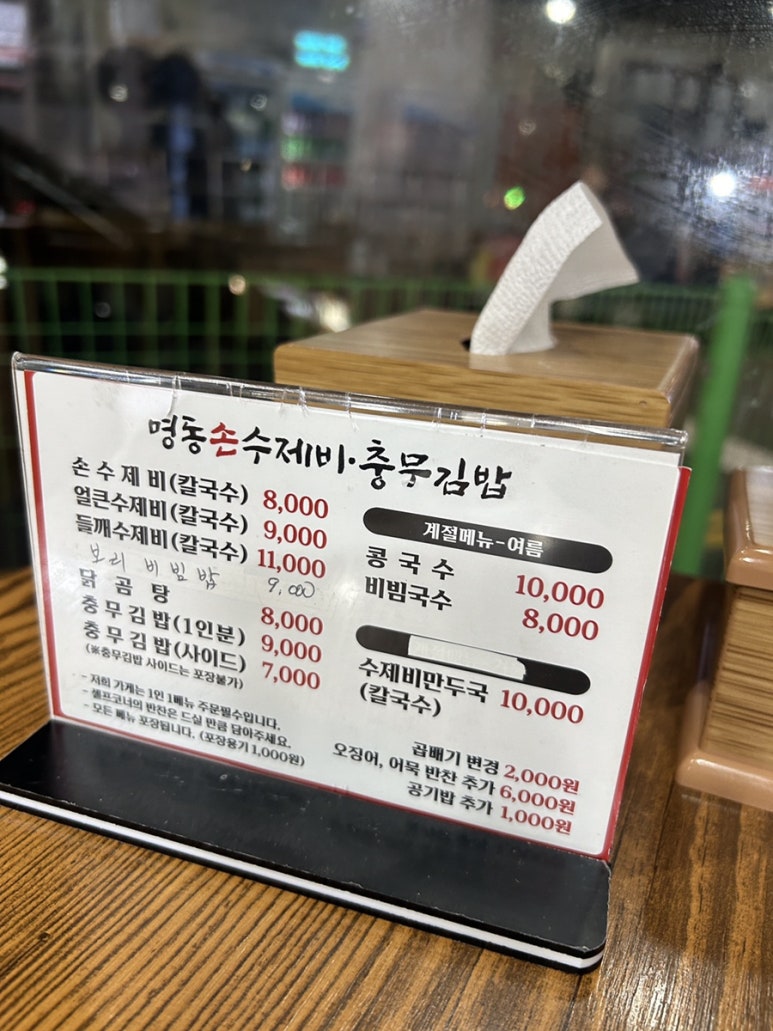 명동손수제비·충무김밥
손수제비(칼국수) 8,000
얼큰수제비(칼국수) 9,000
들깨수제비(칼국수) 11,000
보리비빔밥 9,000
닭곰탕 8,000
충무김밥(1인분) 9,000
충무김밥(사이드) 7,000
(※충무김밥 사이드는 포장불가)
- 저희 가게는 1인 1메뉴 주문필수입니다.
- 셀프코너의 반찬은 드실 만큼 담아주세요.
- 모든 메뉴 포장됩니다. (포장용기 1,000원)
계절메뉴-여름
콩국수 10,000
비빔국수 8,000
수제비만두국 10,000
(칼국수)
곱빼기 변경 2,000원
오징어, 어묵 반찬 추가 6,000원
공기밥 추가 1,000원